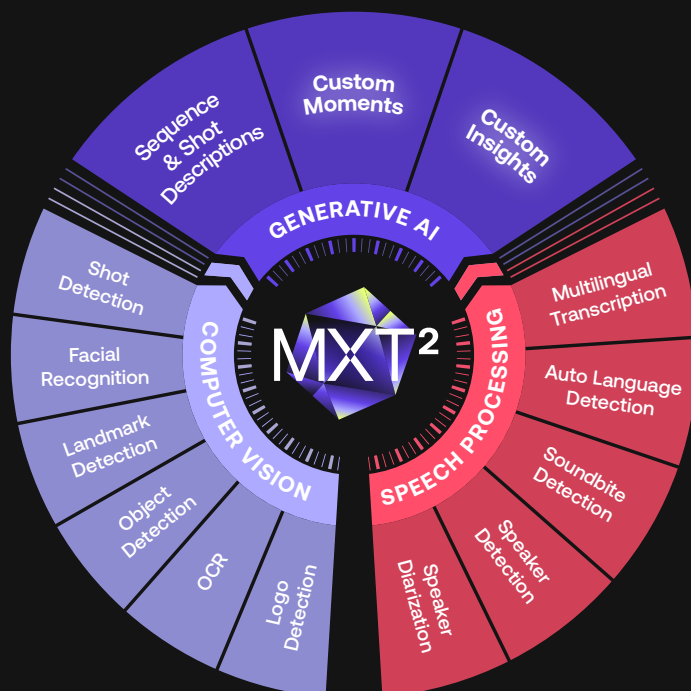 Sequence
& Shot
Descriptions
Custom
Moments
Custom
Insights
GENERATIVE AI
Shot
Detection
Facial
Recognition
Landmark
Detection
Object
Detection
OCR
Logo
Detection
COMPUTER VISION
MXT²
SPEECH PROCESSING
Multilingual
Transcription
Auto Language
Detection
Soundbite
Detection
Speaker
Detection
Speaker
Diarization